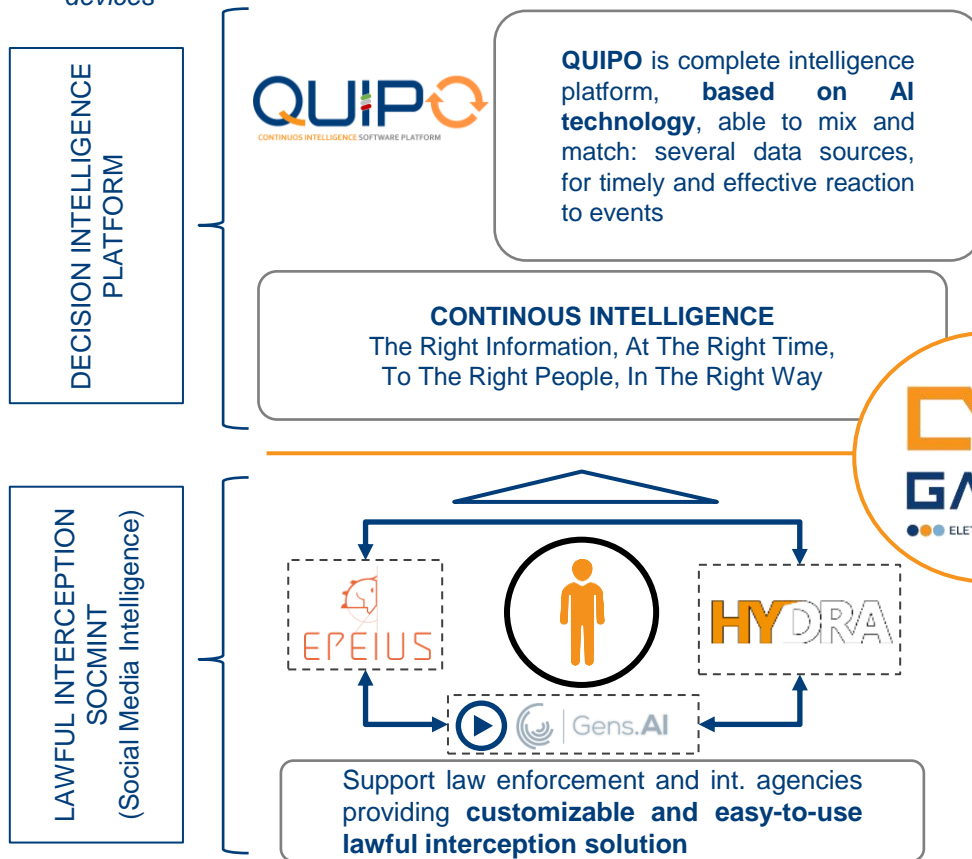 devices
DECISION INTELLIGENCE
PLATFORM
QUIPO
CONTINUOS INTELLIGENCE SOFTWARE PLATFORM
QUIPO is complete intelligence
platform, based on AI
technology, able to mix and
match: several data sources,
for timely and effective reaction
to events
CONTINOUS INTELLIGENCE
The Right Information, At The Right Time,
To The Right People, In The Right Way
LAWFUL INTERCEPTION
SOCMINT
(Social Media Intelligence)
EPEIUS
HYDRA
Gens.AI
Support law enforcement and int. agencies
providing customizable and easy-to-use
lawful interception solution